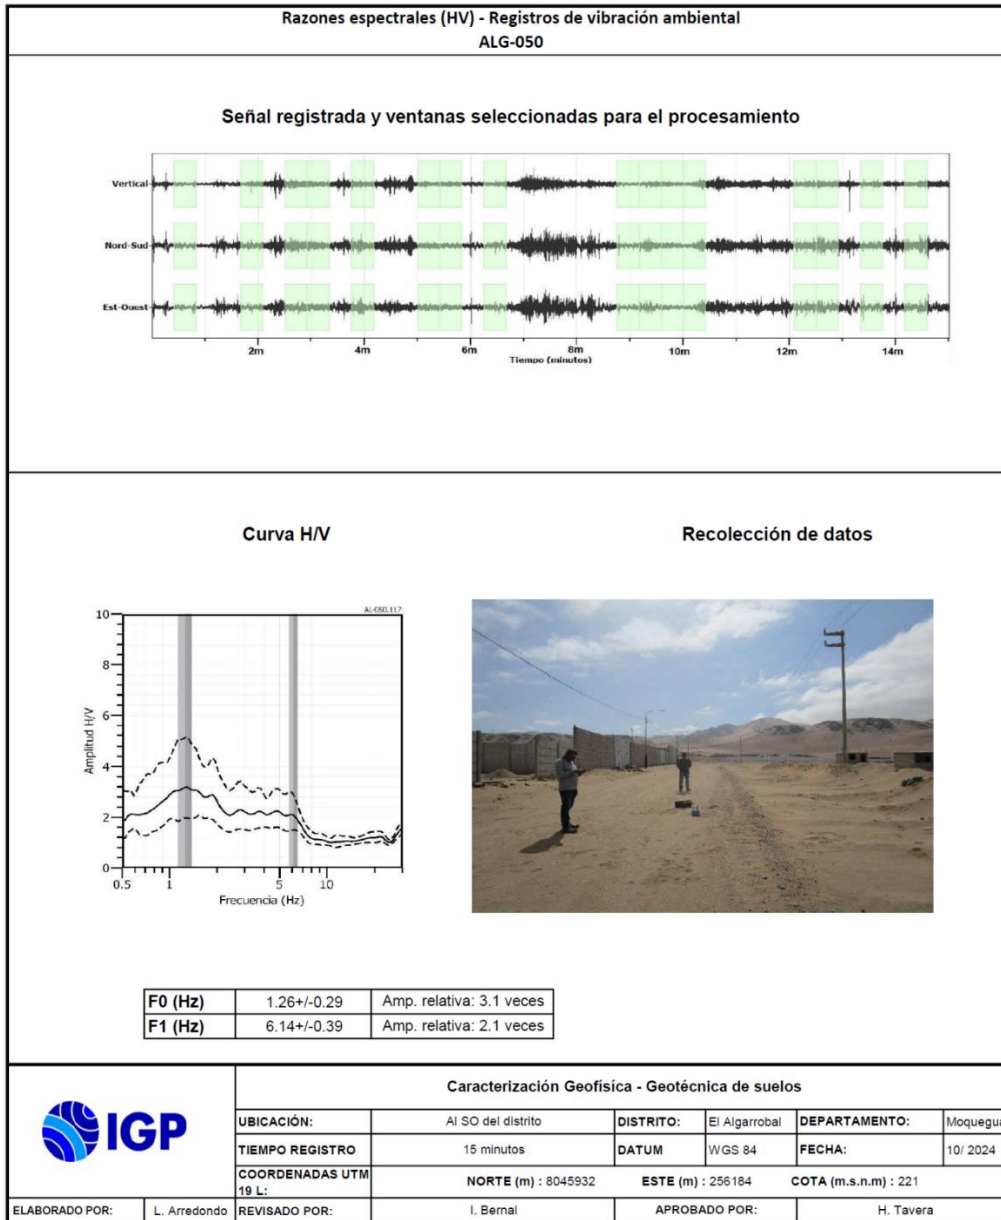 Razones espectrales (HV) - Registros de vibración ambiental
ALG-050
Señal registrada y ventanas seleccionadas para el procesamiento
Vertical
Nord-Sud
Est-Ouest
2m 4m 6m 8m 10m 12m 14m
Tiempo (minutos)
Curva H/V
Recolección de datos
AL-050.117
Amplitud H/V
10
8
6
4
2
0
0.5 1 5 10
Frecuencia (Hz)
F0 (Hz) 1.26+/-0.29 Amp. relativa: 3.1 veces
F1 (Hz) 6.14+/-0.39 Amp. relativa: 2.1 veces
IGP
Caracterización Geofísica - Geotécnica de suelos
UBICACIÓN: Al SO del distrito DISTRITO: El Algarrobal DEPARTAMENTO: Moquegua
TIEMPO REGISTRO 15 minutos DATUM WGS 84 FECHA: 10/ 2024
COORDENADAS UTM
19 L:
NORTE (m) : 8045932 ESTE (m) : 256184 COTA (m.s.n.m) : 221
ELABORADO POR: L. Arredondo REVISADO POR: I. Bernal APROBADO POR: H. Tavera